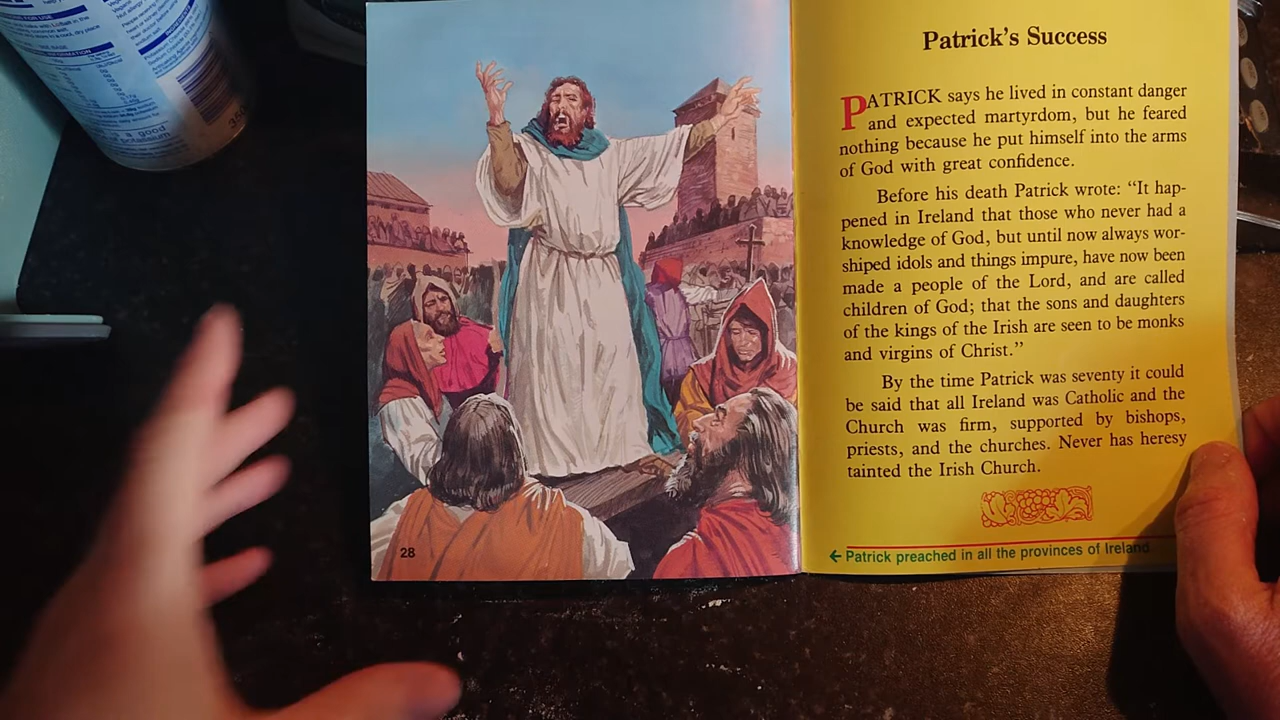 FOR USE
INFORMATION
a good
28
Patrick's Success
PATRICK says he lived in constant danger
and expected martyrdom, but he feared
nothing because he put himself into the arms
of God with great confidence.
Before his death Patrick wrote: “It hap-
pened in Ireland that those who never had a
knowledge of God, but until now always wor-
shiped idols and things impure, have now been
made a people of the Lord, and are called
children of God; that the sons and daughters
of the kings of the Irish are seen to be monks
and virgins of Christ.”
By the time Patrick was seventy it could
be said that all Ireland was Catholic and the
Church was firm, supported by bishops,
priests, and the churches. Never has heresy
tainted the Irish Church.
← Patrick preached in all the provinces of Ireland